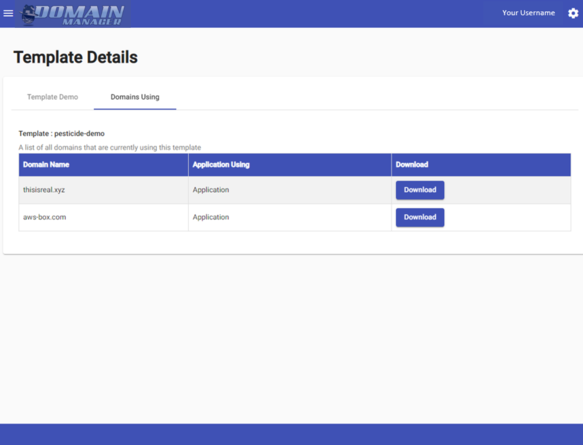 DOMAIN
MANAGER
Your Username
Template Details
Template Demo
Domains Using
Template : pesticide-demo
A list of all domains that are currently using this template
Domain Name Application Using Download
thisisreal.xyz Application Download
aws-box.com Application Download